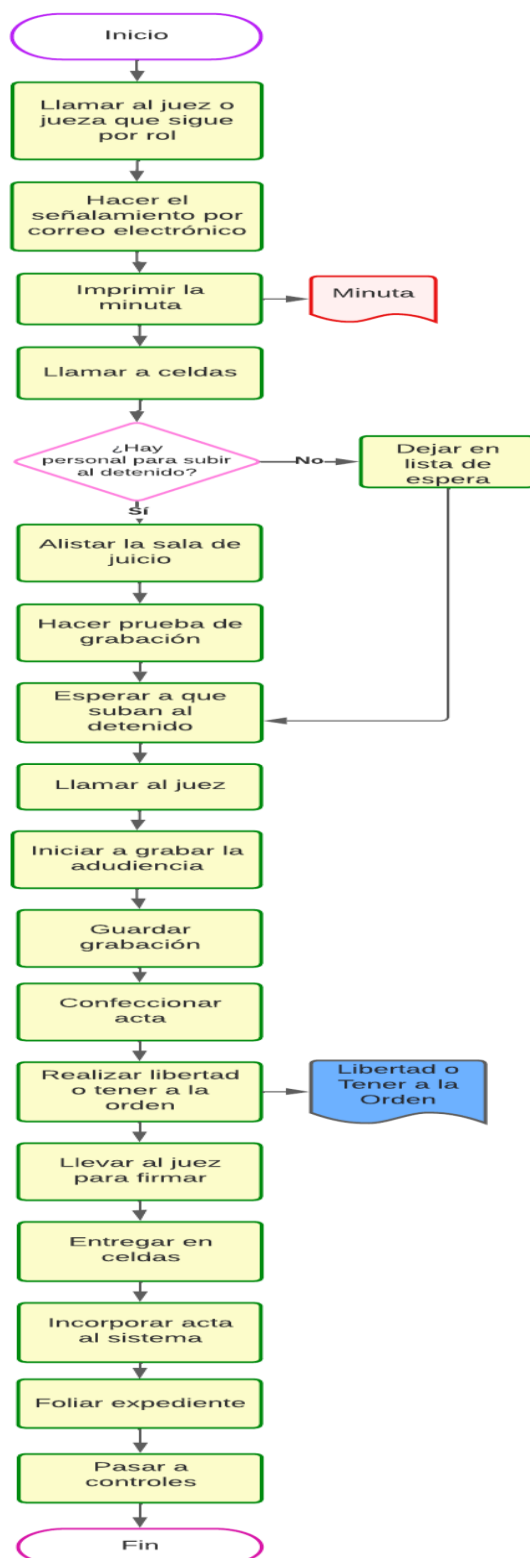 Inicio
Llamar al juez o
jueza que sigue
por rol
Hacer el
señalamiento por
correo electrónico
Imprimir la
minuta
Minuta
Llamar a celdas
¿Hay
personal para subir
al detenido?
No
Dejar en
lista de
espera
Sí
Alistar la sala de
juicio
Hacer prueba de
grabación
Esperar a que
suban al
detenido
Llamar al juez
Iniciar a grabar la
adudiencia
Guardar
grabación
Confeccionar
acta
Realizar libertad
o tener a la
orden
Libertad o
Tener a la
Orden
Llevar al juez
para firmar
Entregar en
celdas
Incorporar acta
al sistema
Foliar expediente
Pasar a
controles
Fin